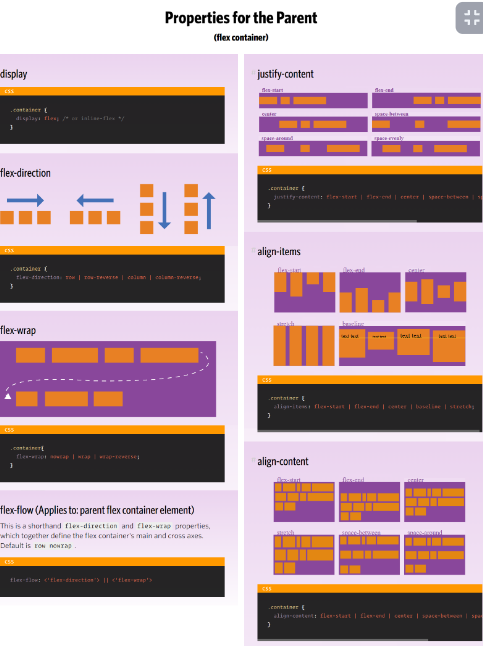 Properties for the Parent
(flex container)
display
CSS
.container {
display: flex; /* or inline-flex */
}
flex-direction
CSS
.container {
flex-direction: row | row-reverse | column | column-reverse;
}
flex-wrap
CSS
.container{
flex-wrap: nowrap | wrap | wrap-reverse;
}
flex-flow (Applies to: parent flex container element)
This is a shorthand flex-direction and flex-wrap properties,
which together define the flex container's main and cross axes.
Default is row nowrap .
CSS
flex-flow: <'flex-direction'> || <'flex-wrap'>
justify-content
flex-start
flex-end
center
space-between
space-around
space-evenly
CSS
.container {
justify-content: flex-start | flex-end | center | space-between |
}
align-items
flex-start
flex-end
center
stretch
baseline
text text
text text
text text
CSS
.container {
align-items: flex-start | flex-end | center | baseline | stretch;
}
align-content
flex-start
flex-end
center
stretch
space-between
space-around
CSS
.container {
align-content: flex-start | flex-end | center | space-between |
}